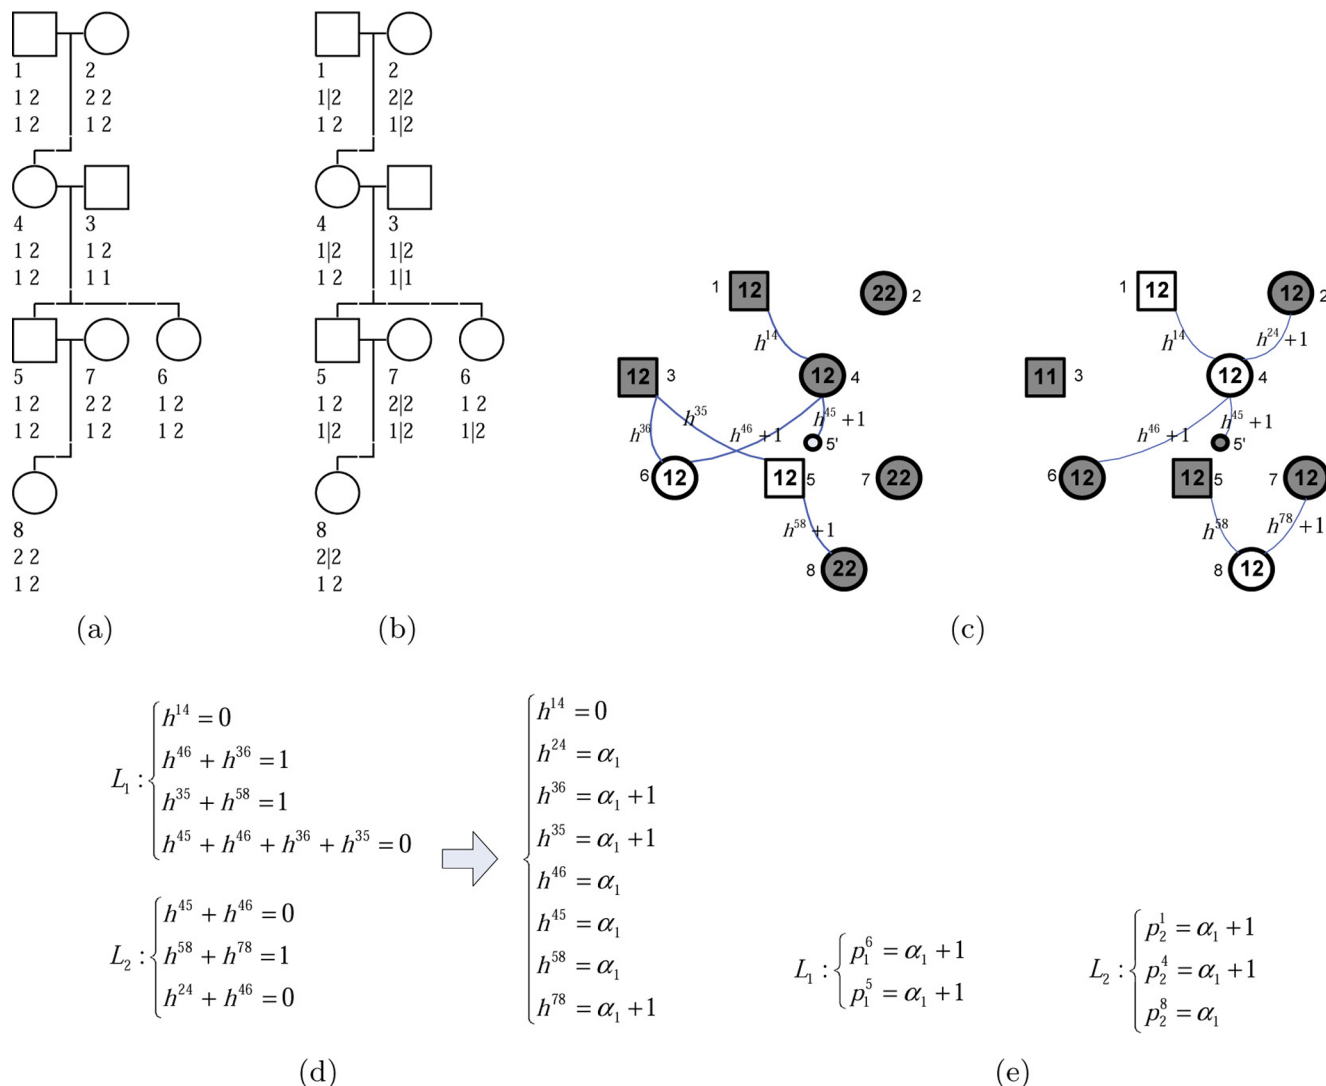 1 2
1 2 2 2
1 2 1 2
4 3
1 2 1 2
1 2 1 1
5 7 6
1 2 2 2 1 2
1 2 1 2 1 2
8
2 2
1 2
(a)
1 2
1|2 2|2
1 2 1|2
4 3
1|2 1|2
1 2 1|1
5 7 6
1 2 2|2 1 2
1|2 1|2 1|2
8
2|2
1 2
(b)
1 12 22 2
h^{14}
12 3 12 4
h^{36} h^{35} h^{46} +1 h^{45} +1
5'
6 12 12 5 7 22
h^{58} +1
8 22
1 12 12 2
h^{14} h^{24} +1
11 3 12 4
h^{46} +1 h^{45} +1
5'
6 12 12 5 7 12
h^{58} h^{78} +1
8 12
(c)
L_1 :
h^{14} = 0
h^{46} + h^{36} = 1
h^{35} + h^{58} = 1
h^{45} + h^{46} + h^{36} + h^{35} = 0
L_2 :
h^{45} + h^{46} = 0
h^{58} + h^{78} = 1
h^{24} + h^{46} = 0
h^{14} = 0
h^{24} = α_1
h^{36} = α_1 + 1
h^{35} = α_1 + 1
h^{46} = α_1
h^{45} = α_1
h^{58} = α_1
h^{78} = α_1 + 1
(d)
L_1 :
p_1^6 = α_1 + 1
p_1^5 = α_1 + 1
L_2 :
p_2^1 = α_1 + 1
p_2^4 = α_1 + 1
p_2^8 = α_1
(e)